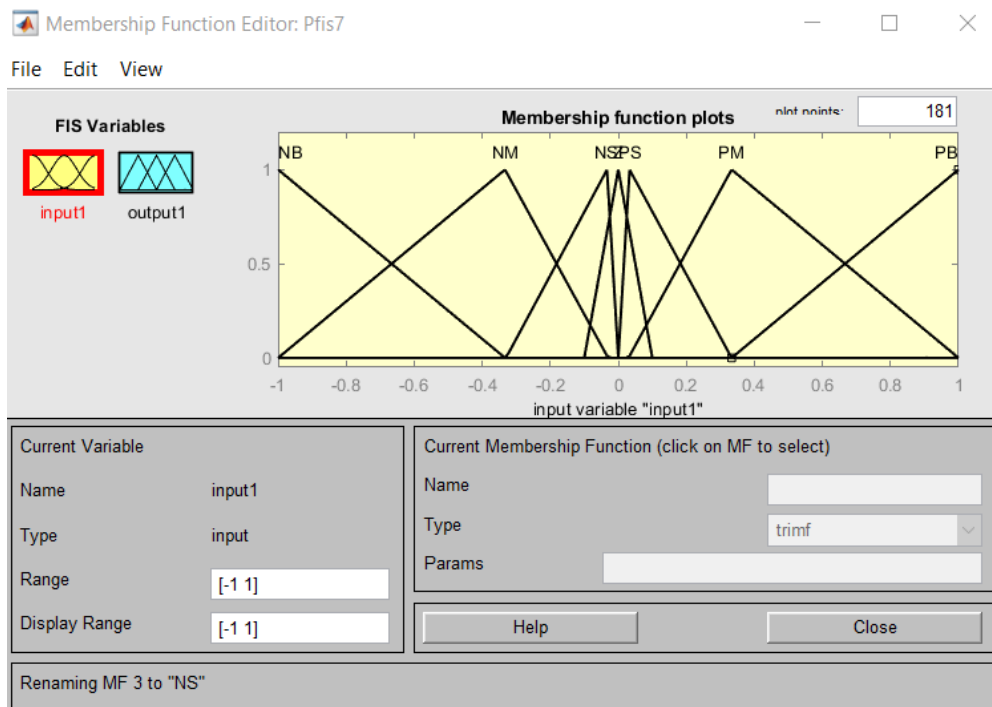 Membership Function Editor: Pfis7
File Edit View
FIS Variables
input1 output1
Membership function plots
plot points: 181
NB NM NS Z PS PM PB
1
0.5
0
-1 -0.8 -0.6 -0.4 -0.2 0 0.2 0.4 0.6 0.8 1
input variable "input1"
Current Variable
Name input1
Type input
Range [-1 1]
Display Range [-1 1]
Current Membership Function (click on MF to select)
Name
Type trimf
Params
Help Close
Renaming MF 3 to "NS"